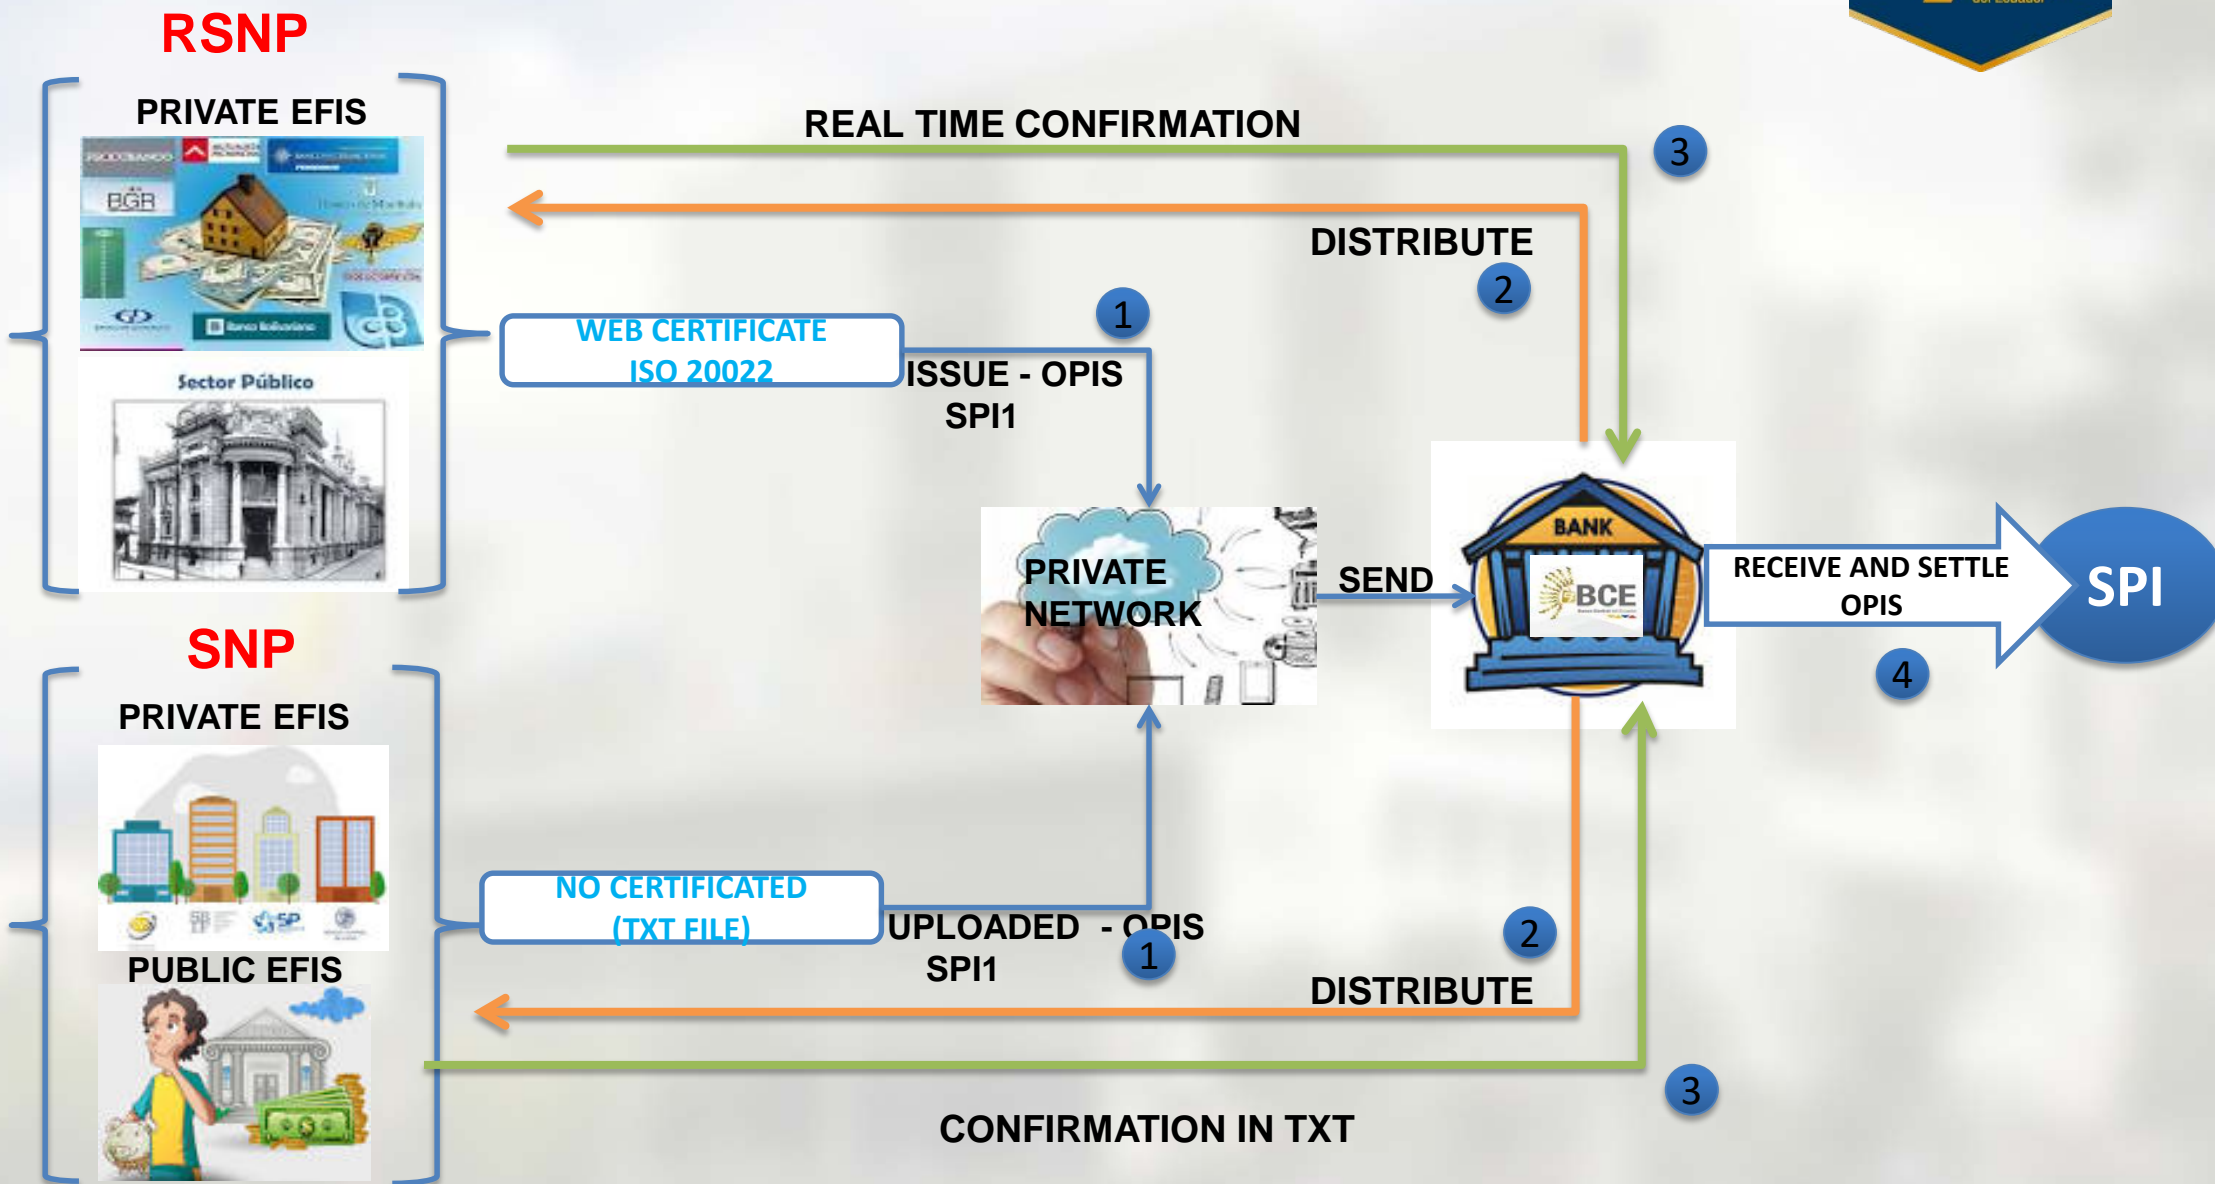 RSNP
PRIVATE EFIS
BGR
Banco Bolivariano
Sector Público
REAL TIME CONFIRMATION
3
DISTRIBUTE
2
WEB CERTIFICATE
ISO 20022
1
ISSUE - OPIS
SPI1
PRIVATE
NETWORK
SEND
BANK
BCE
RECEIVE AND SETTLE
OPIS
SPI
4
SNP
PRIVATE EFIS
PUBLIC EFIS
NO CERTIFICATED
(TXT FILE)
UPLOADED - OPIS
SPI1
1
2
DISTRIBUTE
3
CONFIRMATION IN TXT